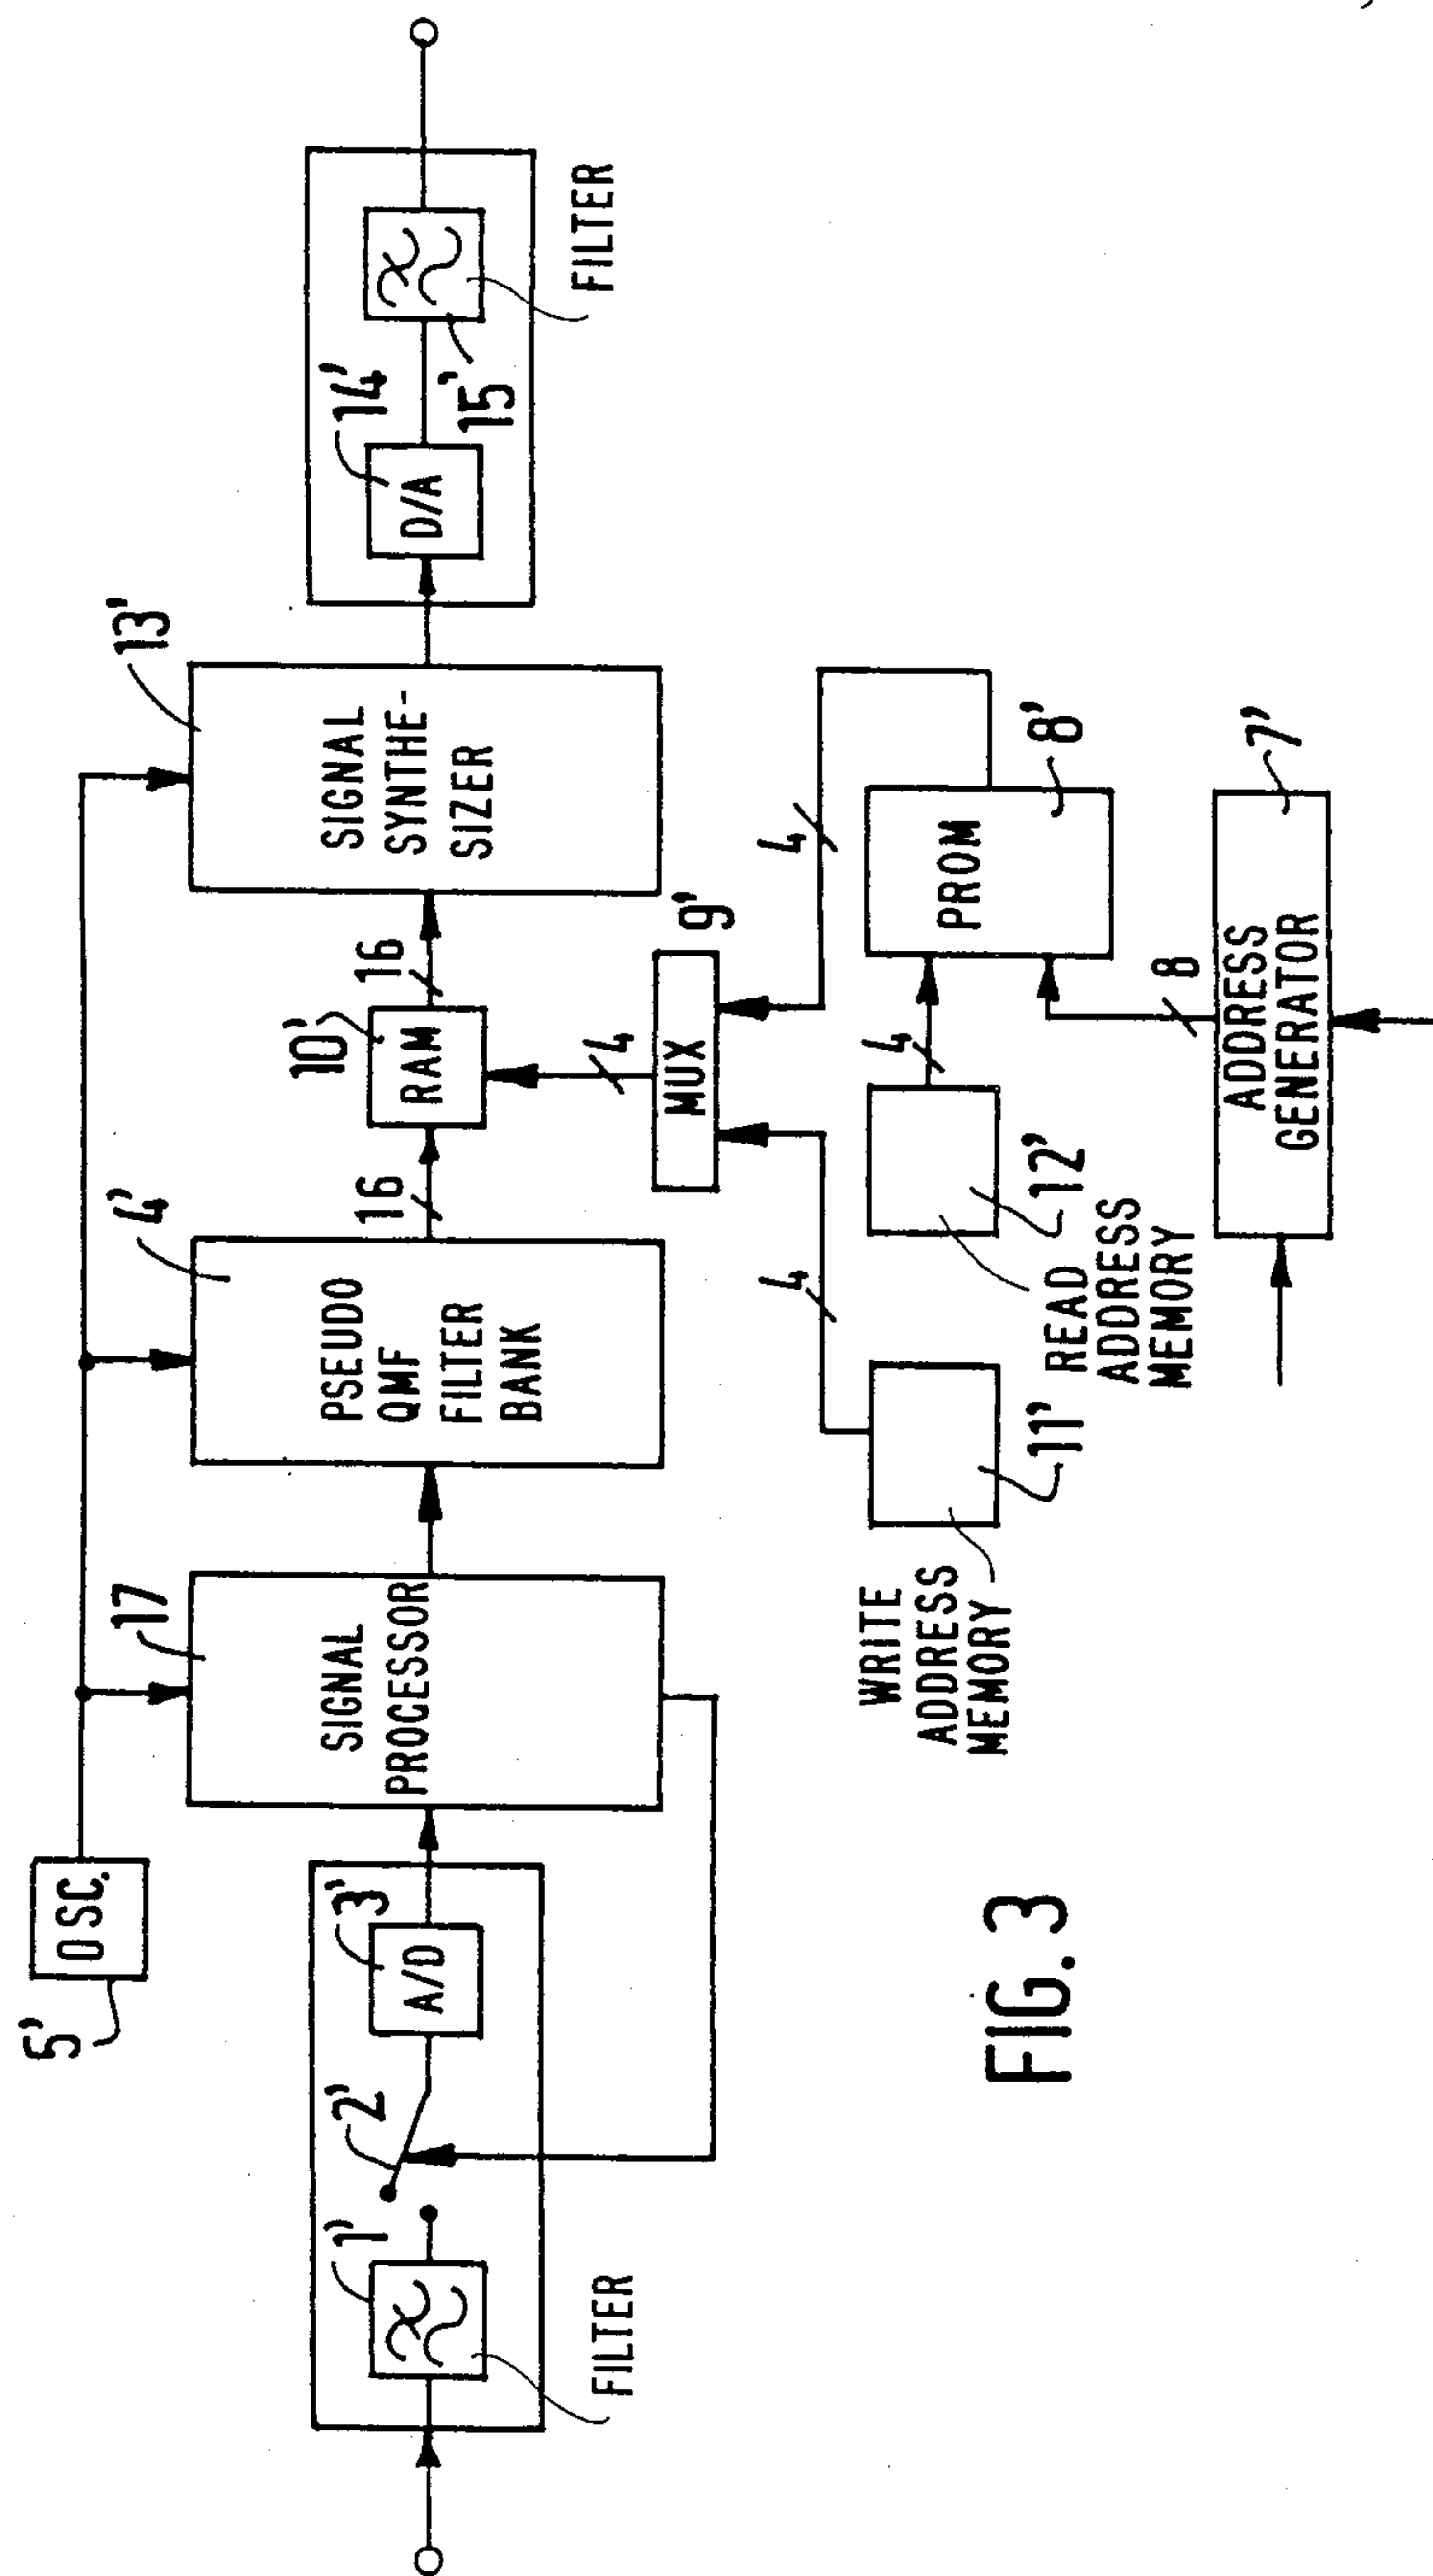 5'
OSC.
17
4'
13'
1'
2'
3'
A/D
SIGNAL
PROCESSOR
PSEUDO
QMF
FILTER
BANK
16
10'
RAM
16
SIGNAL
SYNTHE-
SIZER
14'
D/A
15'
FILTER
FILTER
4
MUX
9'
4
4
WRITE
ADDRESS
MEMORY
11'
READ
ADDRESS
MEMORY
12'
4
PROM
8'
8
ADDRESS
GENERATOR
7'
FIG. 3